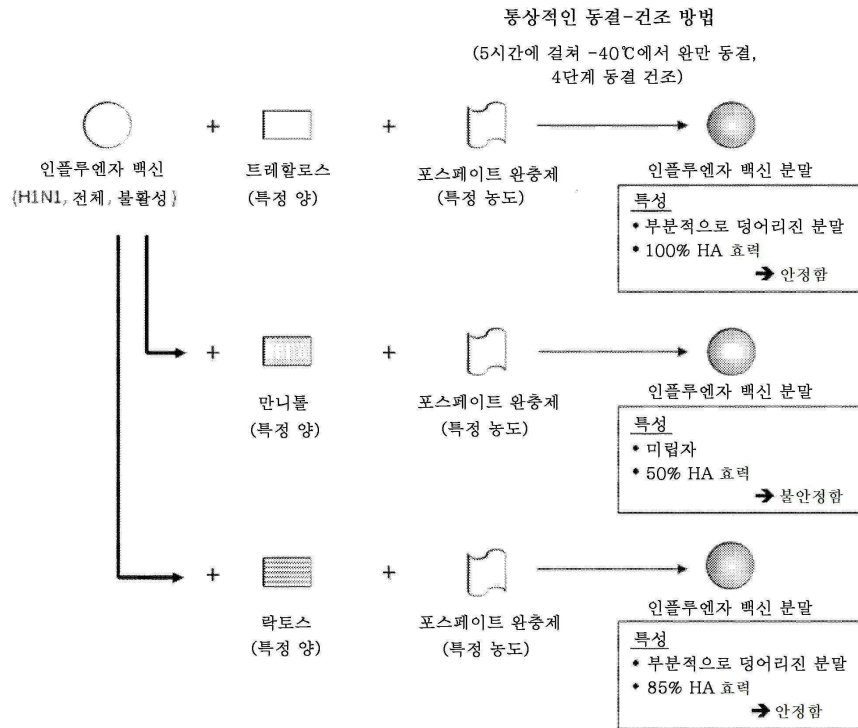 통상적인 동결-건조 방법
(5시간에 걸쳐 -40℃에서 완만 동결,
4단계 동결 건조)
+ + 
인플루엔자 백신 트레할로스 포스페이트 완충제 인플루엔자 백신 분말
{H1N1, 전체, 불활성} (특정 양) (특정 농도)
특성
• 부분적으로 덩어리진 분말
• 100% HA 효력
➔ 안정함
+ +
만니톨 포스페이트 완충제 인플루엔자 백신 분말
(특정 양) (특정 농도)
특성
• 미립자
• 50% HA 효력
➔ 불안정함
+ +
락토스 포스페이트 완충제 인플루엔자 백신 분말
(특정 양) (특정 농도)
특성
• 부분적으로 덩어리진 분말
• 85% HA 효력
➔ 안정함